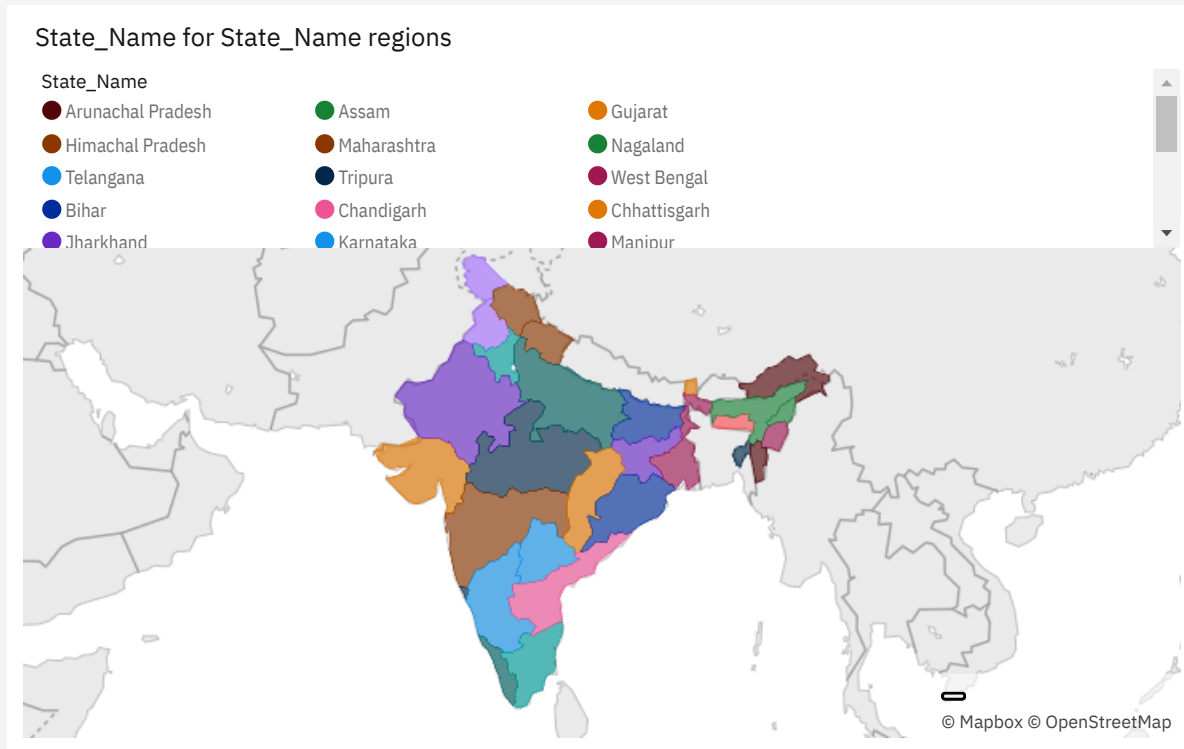 State_Name for State_Name regions
State_Name
Arunachal Pradesh Assam Gujarat
Himachal Pradesh Maharashtra Nagaland
Telangana Tripura West Bengal
Bihar Chandigarh Chhattisgarh
Jharkhand Karnataka Manipur
© Mapbox © OpenStreetMap